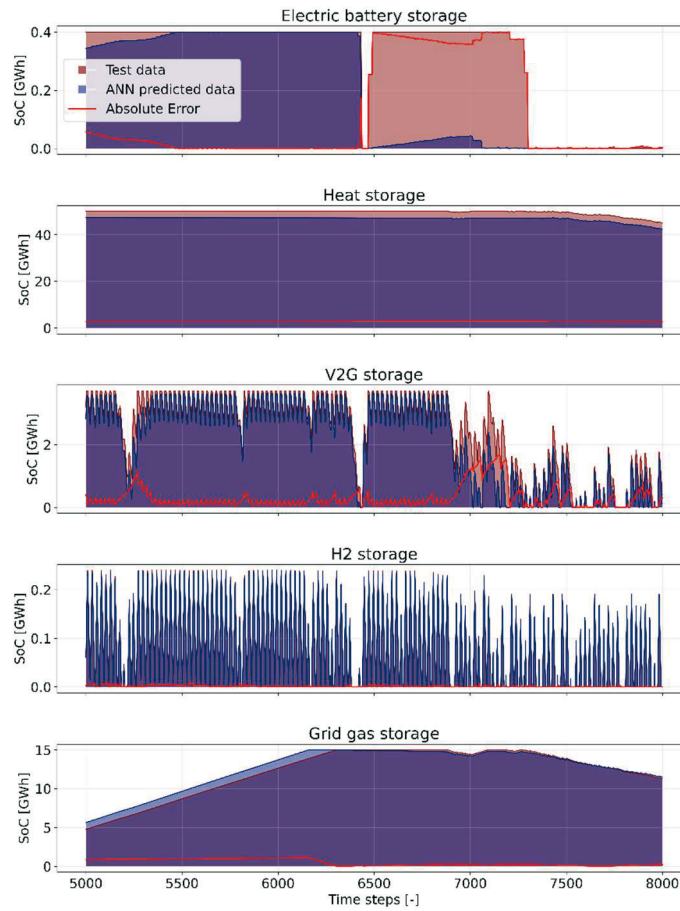 Electric battery storage
SoC [GWh]
0.4
0.2
0.0
Test data
ANN predicted data
Absolute Error
Heat storage
SoC [GWh]
40
20
0
V2G storage
SoC [GWh]
2
0
H2 storage
SoC [GWh]
0.2
0.1
0.0
Grid gas storage
SoC [GWh]
15
10
5
0
5000 5500 6000 6500 7000 7500 8000
Time steps [-]